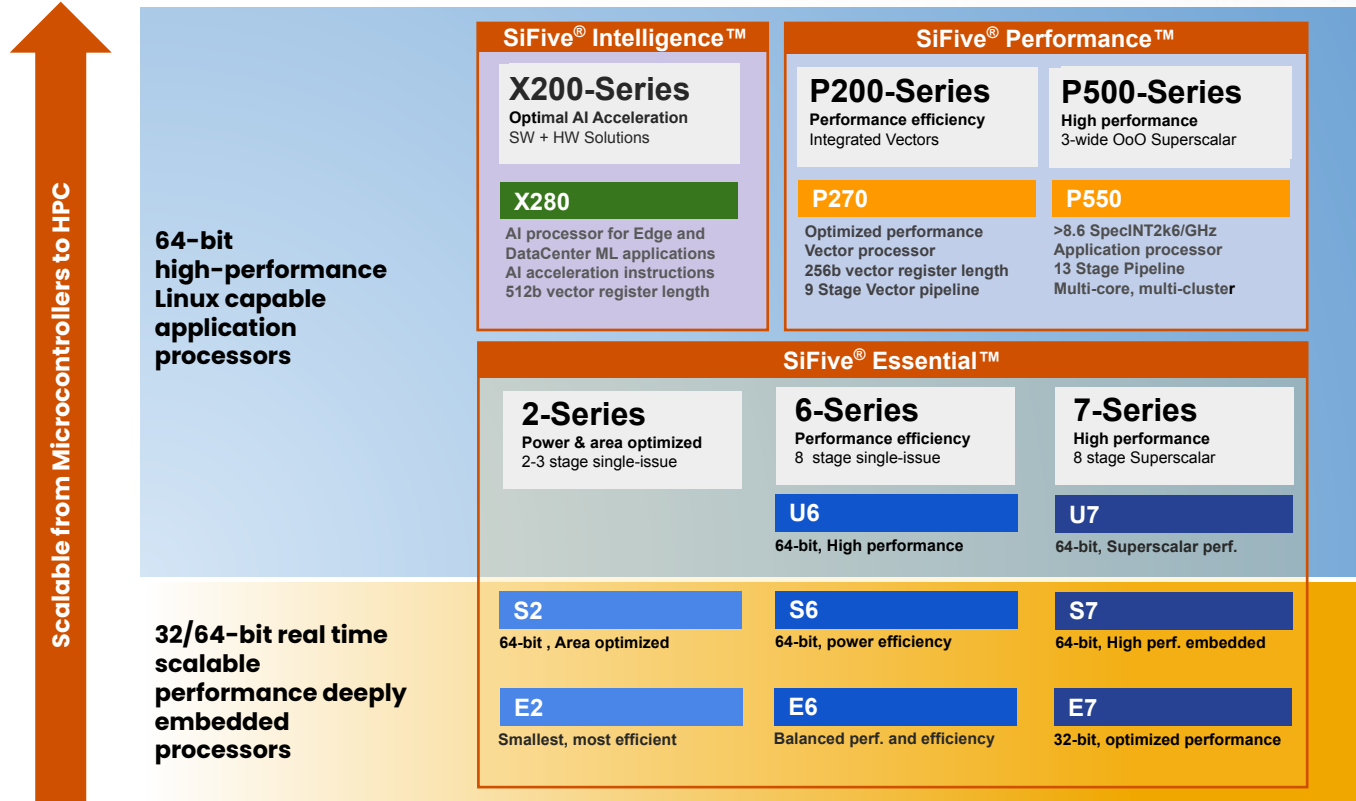 Scalable from Microcontrollers to HPC
64-bit
high-performance
Linux capable
application
processors
SiFive® Intelligence™
X200-Series
Optimal AI Acceleration
SW + HW Solutions
X280
AI processor for Edge and
DataCenter ML applications
AI acceleration instructions
512b vector register length
SiFive® Performance™
P200-Series
Performance efficiency
Integrated Vectors
P270
Optimized performance
Vector processor
256b vector register length
9 Stage Vector pipeline
P500-Series
High performance
3-wide OoO Superscalar
P550
>8.6 SpecINT2k6/GHz
Application processor
13 Stage Pipeline
Multi-core, multi-cluster
SiFive® Essential™
2-Series
Power & area optimized
2-3 stage single-issue
6-Series
Performance efficiency
8  stage single-issue
7-Series
High performance
8 stage Superscalar
U6
64-bit, High performance
U7
64-bit, Superscalar perf.
32/64-bit real time
scalable
performance deeply
embedded
processors
S2
64-bit , Area optimized
S6
64-bit, power efficiency
S7
64-bit, High perf. embedded
E2
Smallest, most efficient
E6
Balanced perf. and efficiency
E7
32-bit, optimized performance